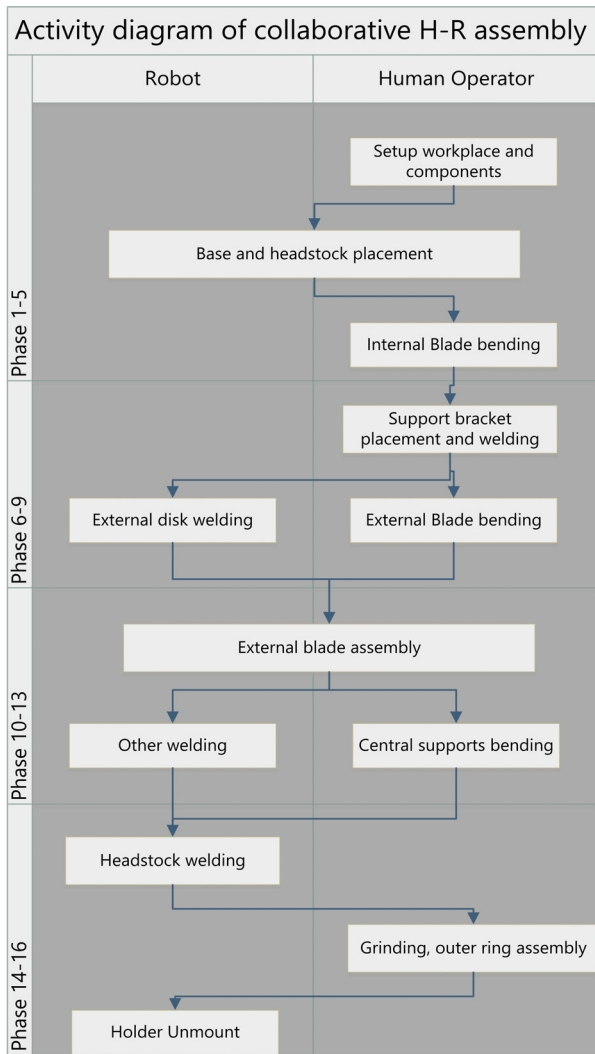 Activity diagram of collaborative H-R assembly
Robot
Human Operator
Phase 1-5
Setup workplace and
components
Base and headstock placement
Internal Blade bending
Phase 6-9
Support bracket
placement and welding
External disk welding
External Blade bending
Phase 10-13
External blade assembly
Other welding
Central supports bending
Phase 14-16
Headstock welding
Grinding, outer ring assembly
Holder Unmount